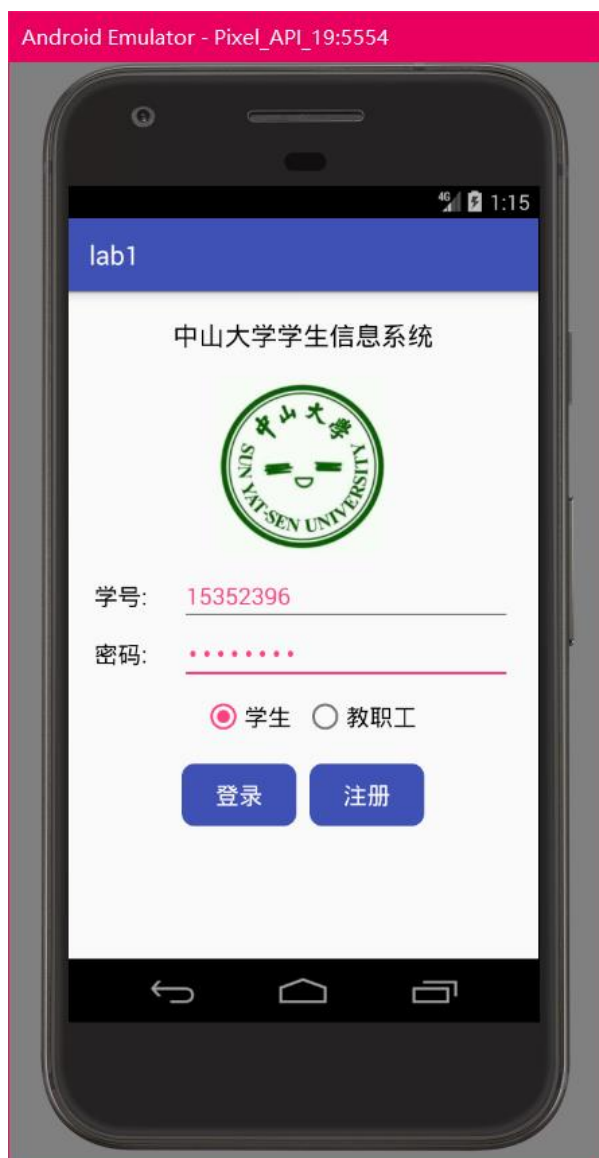 Android Emulator - Pixel_API_19:5554
4G 1:15
lab1
中山大学学生信息系统
中山大学
SUN YAT-SEN UNIVERSITY
学号: 15352396
密码: ••••••••
学生 教职工
登录 注册